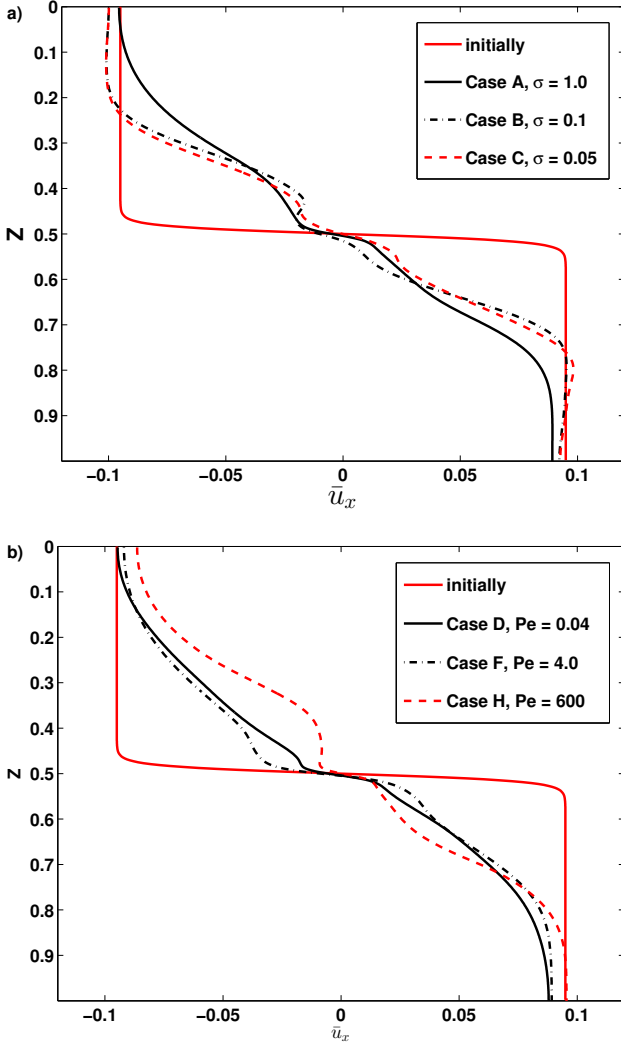 a)
0
0.1
0.2
0.3
0.4
0.5
0.6
0.7
0.8
0.9
Z
initially
Case A, σ = 1.0
Case B, σ = 0.1
Case C, σ = 0.05
−0.1 −0.05 0 0.05 0.1
ū_x
b)
0
0.1
0.2
0.3
0.4
0.5
0.6
0.7
0.8
0.9
Z
initially
Case D, Pe = 0.04
Case F, Pe = 4.0
Case H, Pe = 600
−0.1 −0.05 0 0.05 0.1
ū_x